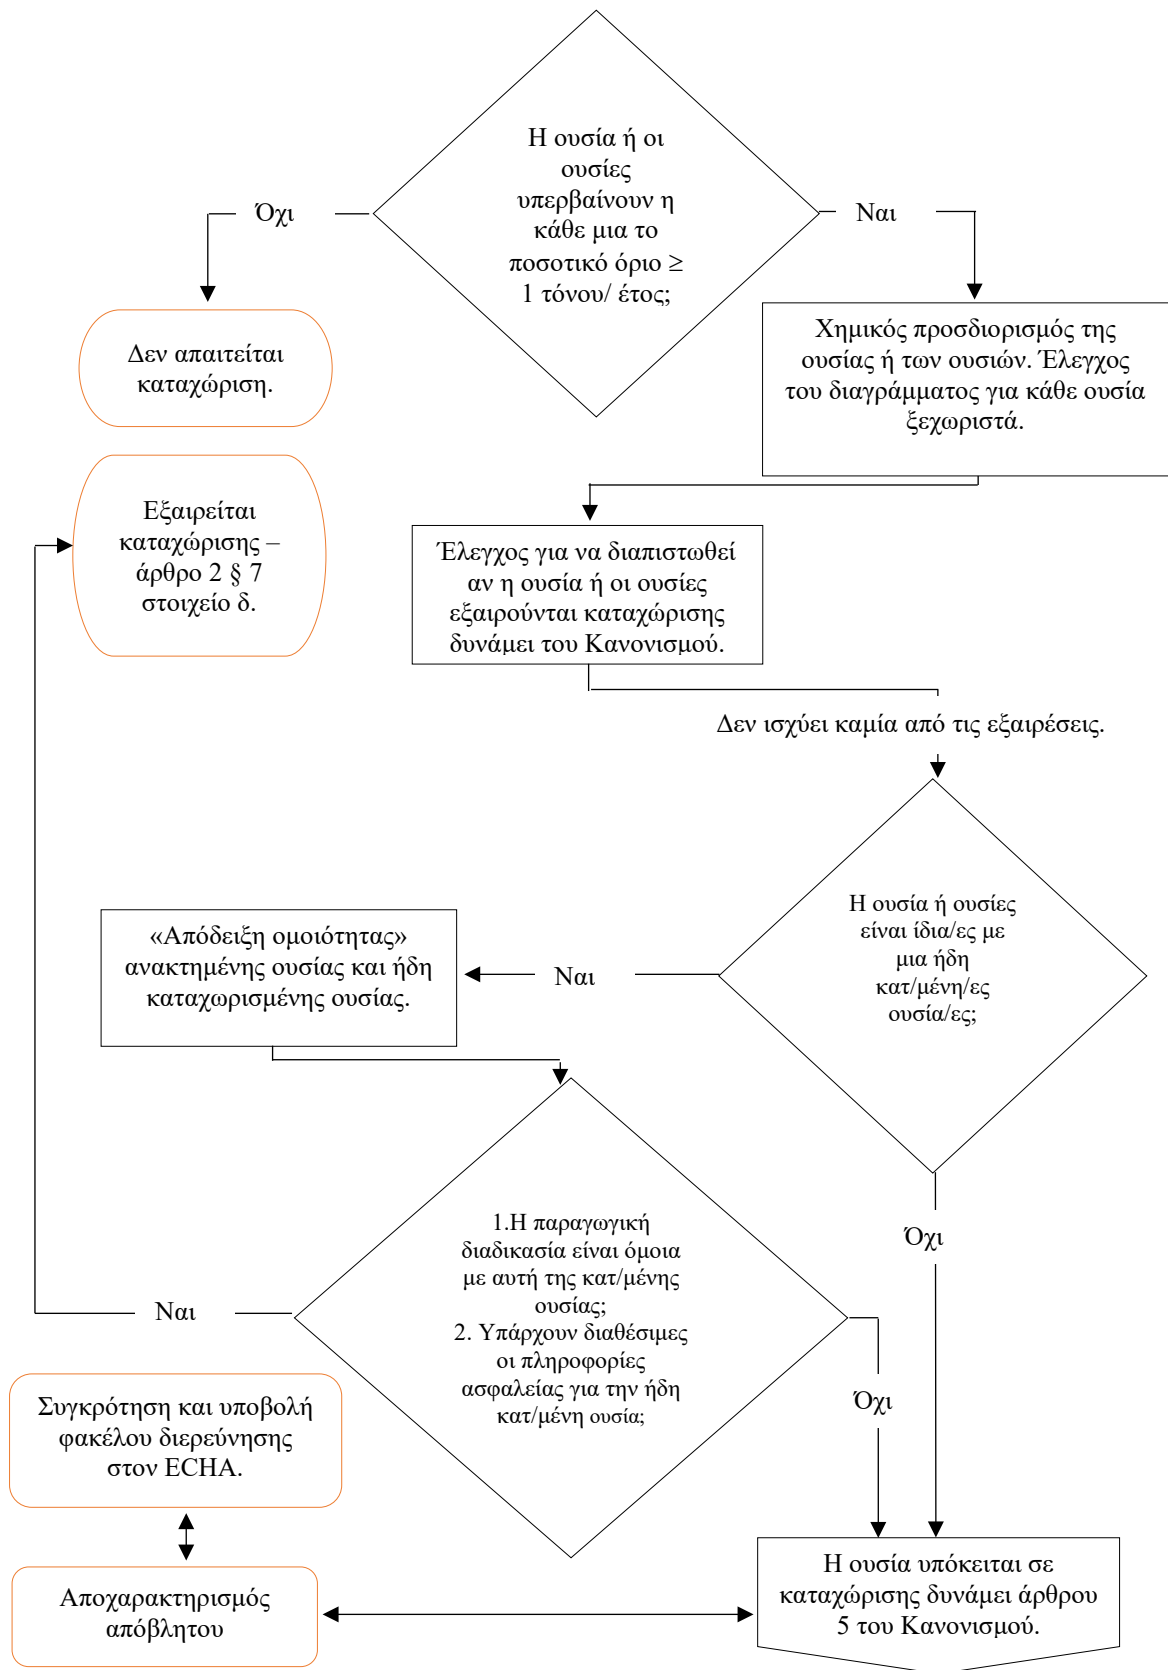 Η ουσία ή οι
ουσίες
υπερβαίνουν η
κάθε μια το
ποσοτικό όριο ≥
1 τόνου/ έτος;
Όχι
Ναι
Δεν απαιτείται
καταχώριση.
Χημικός προσδιορισμός της
ουσίας ή των ουσιών. Έλεγχος
του διαγράμματος για κάθε ουσία
ξεχωριστά.
Εξαιρείται
καταχώρισης –
άρθρο 2 § 7
στοιχείο δ.
Έλεγχος για να διαπιστωθεί
αν η ουσία ή οι ουσίες
εξαιρούνται καταχώρισης
δυνάμει του Κανονισμού.
Δεν ισχύει καμία από τις εξαιρέσεις.
Η ουσία ή ουσίες
είναι ίδια/ες με
μια ήδη
κατ/μένη/ες
ουσία/ες;
Ναι
«Απόδειξη ομοιότητας»
ανακτημένης ουσίας και ήδη
καταχωρισμένης ουσίας.
Όχι
1.Η παραγωγική
διαδικασία είναι όμοια
με αυτή της κατ/μένης
ουσίας;
2. Υπάρχουν διαθέσιμες
οι πληροφορίες
ασφαλείας για την ήδη
κατ/μένη ουσία;
Ναι
Όχι
Συγκρότηση και υποβολή
φακέλου διερεύνησης
στον ECHA.
Αποχαρακτηρισμός
απόβλητου
Η ουσία υπόκειται σε
καταχώρισης δυνάμει άρθρου
5 του Κανονισμού.